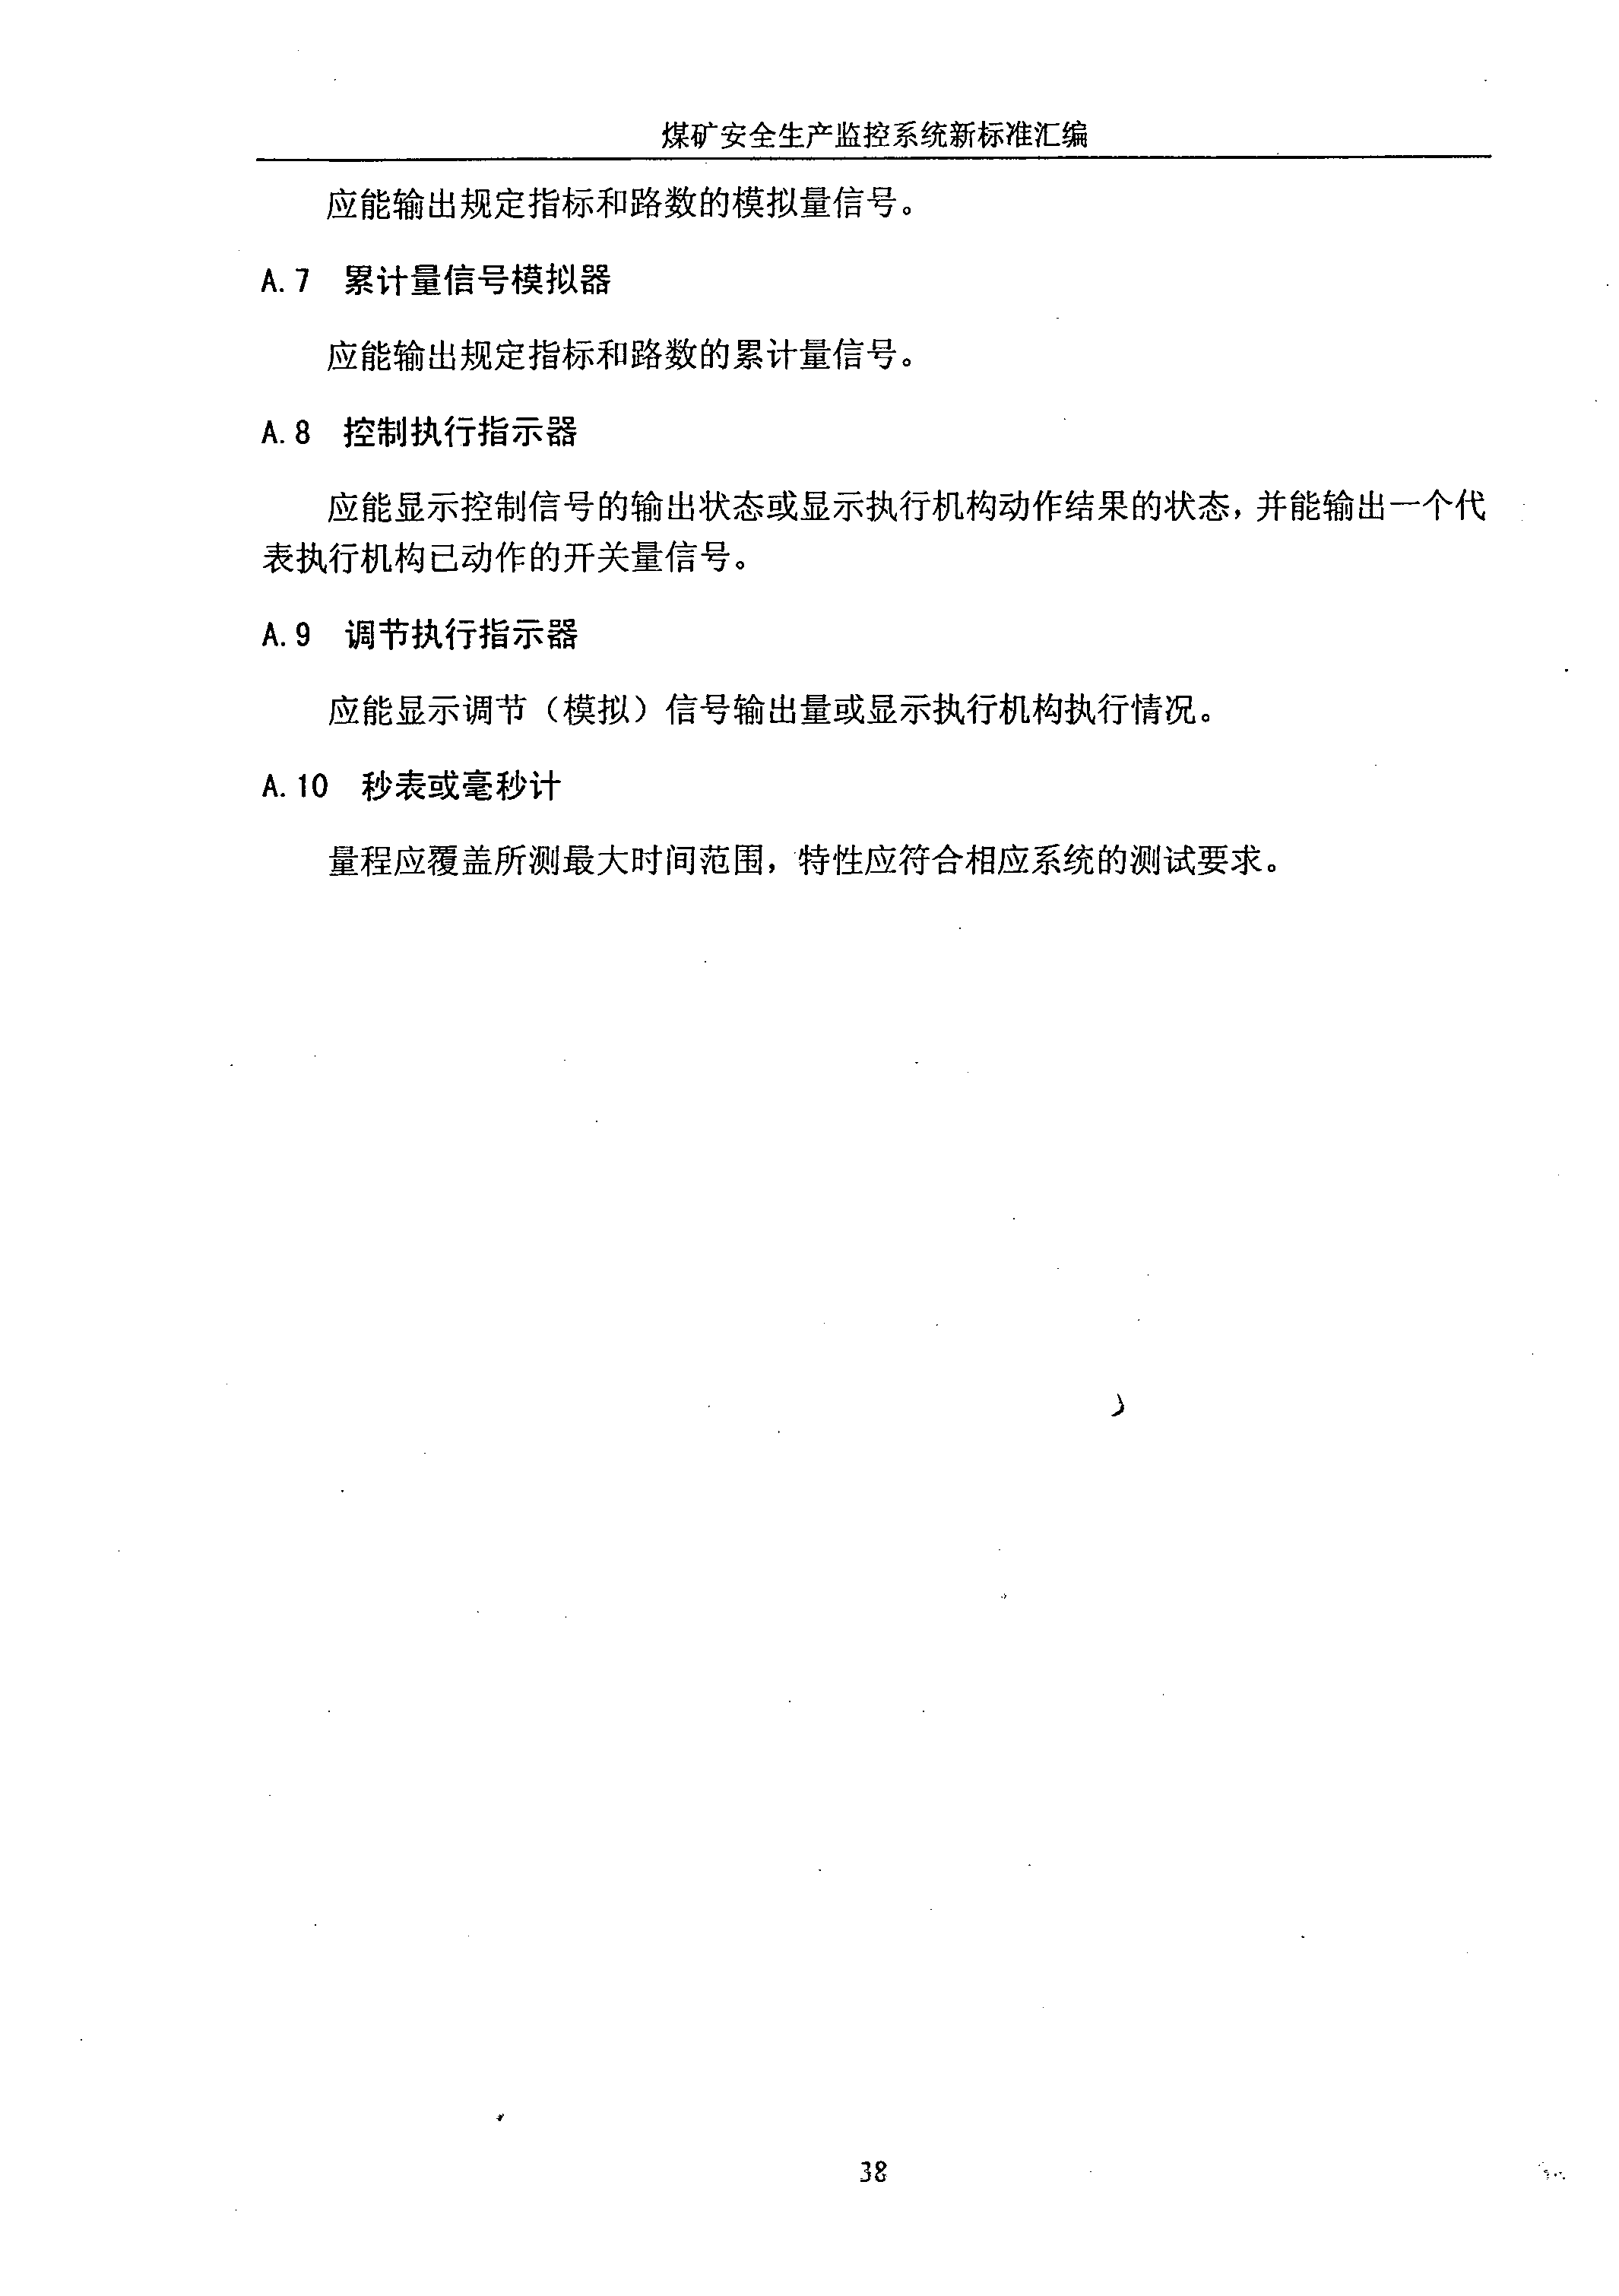 煤矿安全生产监控系统新标准汇编
应能输出规定指标和路数的模拟量信号。
A.7 累计量信号模拟器
应能输出规定指标和路数的累计量信号。
A.8 控制执行指示器
应能显示控制信号的输出状态或显示执行机构动作结果的状态，并能输出一个代
表执行机构已动作的开关量信号。
A.9 调节执行指示器
应能显示调节（模拟）信号输出量或显示执行机构执行情况。
A.10 秒表或毫秒计
量程应覆盖所测最大时间范围，特性应符合相应系统的测试要求。
38